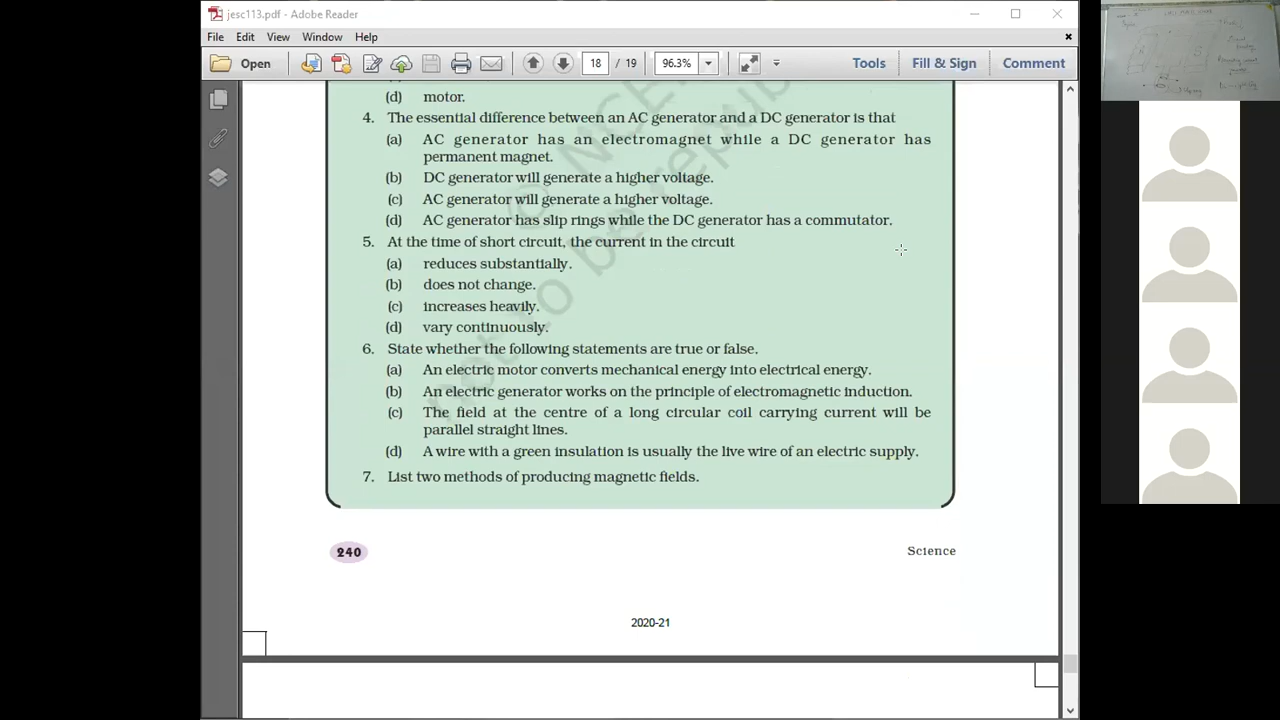 jesc113.pdf - Adobe Reader
File Edit View Window Help
Open 18 / 19 96.3% Tools Fill & Sign Comment
(d) motor.
4. The essential difference between an AC generator and a DC generator is that
(a) AC generator has an electromagnet while a DC generator has
permanent magnet.
(b) DC generator will generate a higher voltage.
(c) AC generator will generate a higher voltage.
(d) AC generator has slip rings while the DC generator has a commutator.
5. At the time of short circuit, the current in the circuit
(a) reduces substantially.
(b) does not change.
(c) increases heavily.
(d) vary continuously.
6. State whether the following statements are true or false.
(a) An electric motor converts mechanical energy into electrical energy.
(b) An electric generator works on the principle of electromagnetic induction.
(c) The field at the centre of a long circular coil carrying current will be
parallel straight lines.
(d) A wire with a green insulation is usually the live wire of an electric supply.
7. List two methods of producing magnetic fields.
240
Science
2020-21
not to be republ